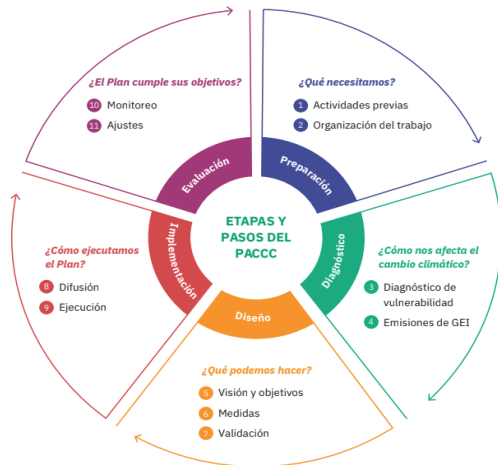 ¿El Plan cumple sus objetivos?
10 Monitoreo
11 Ajustes
Evaluación
¿Qué necesitamos?
1 Actividades previas
2 Organización del trabajo
Preparación
ETAPAS Y
PASOS DEL
PACCC
¿Cómo nos afecta el
cambio climático?
3 Diagnóstico de
vulnerabilidad
4 Emisiones de GEI
Diagnóstico
Diseño
¿Qué podemos hacer?
5 Visión y objetivos
6 Medidas
7 Validación
Implementación
¿Cómo ejecutamos
el Plan?
8 Difusión
9 Ejecución